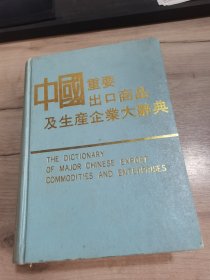 中國重要
出口商品
及生産企業大辭典
THE DICTIONARY
OF MAJOR CHINESE EXPORT
COMMODITIES AND ENTERPRISES